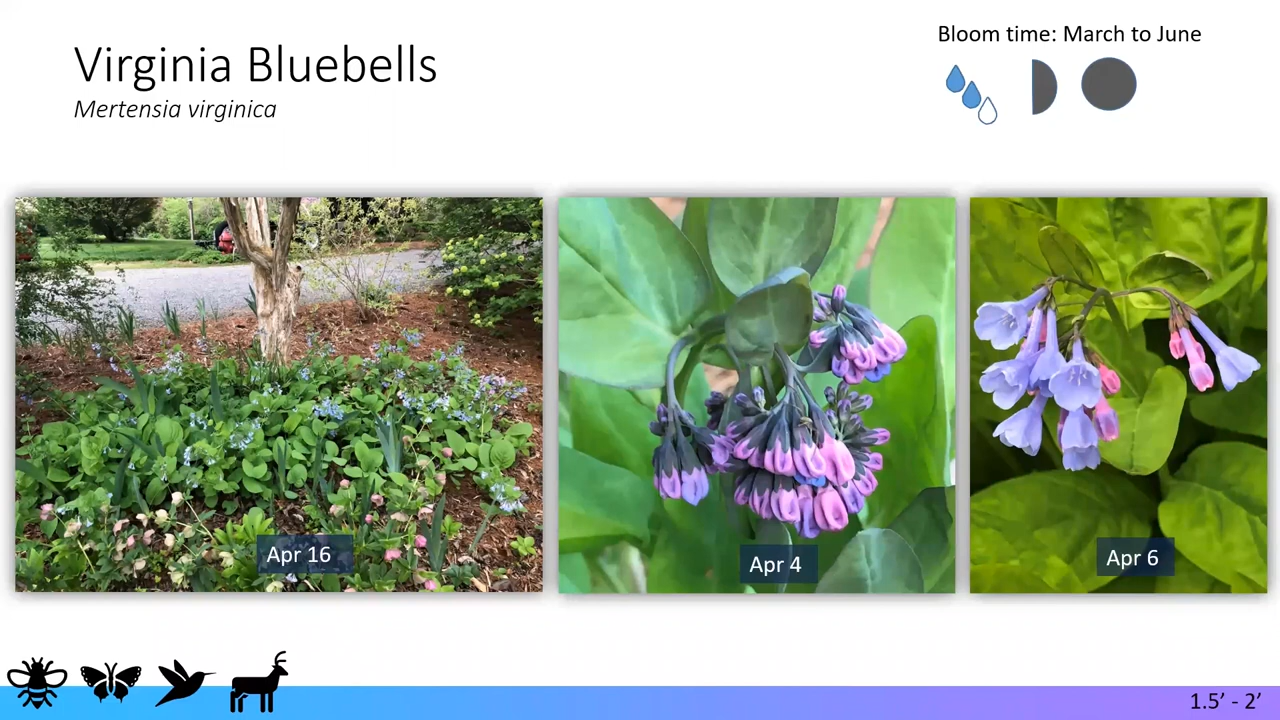 Virginia Bluebells
Mertensia virginica
Bloom time: March to June
Apr 16
Apr 4
Apr 6
1.5’ - 2’